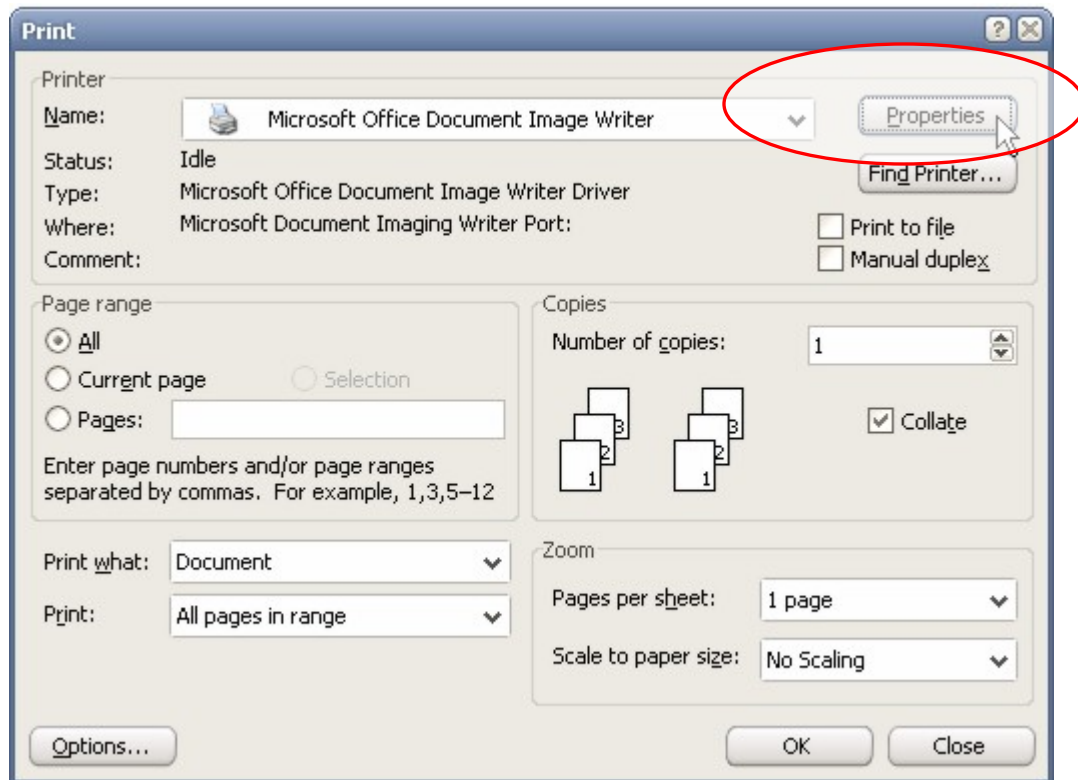 Print
Printer
Name: Microsoft Office Document Image Writer Properties
Status: Idle
Find Printer...
Type: Microsoft Office Document Image Writer Driver
Where: Microsoft Document Imaging Writer Port: Print to file
Comment: Manual duplex
Page range
All
Current page Selection
Pages:
Enter page numbers and/or page ranges
separated by commas. For example, 1,3,5–12
Copies
Number of copies: 1
3 3
2 2
1 1
Collate
Print what: Document
Print: All pages in range
Zoom
Pages per sheet: 1 page
Scale to paper size: No Scaling
Options... OK Close